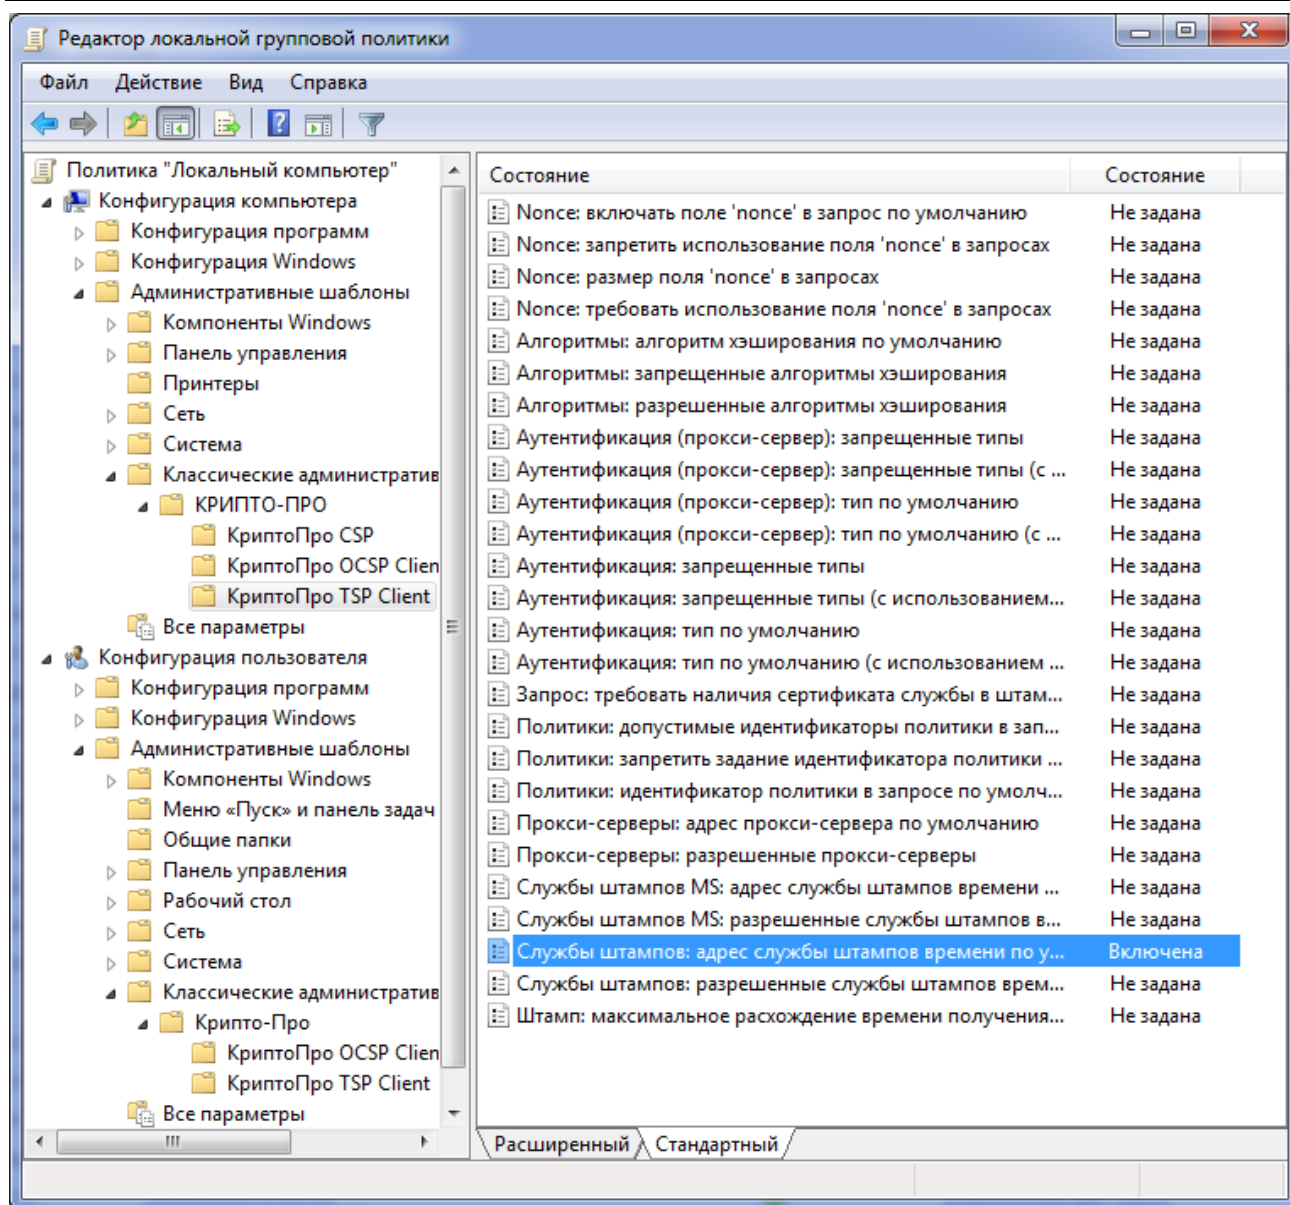 Редактор локальной групповой политики
Файл Действие Вид Справка
Политика "Локальный компьютер"
Конфигурация компьютера
Конфигурация программ
Конфигурация Windows
Административные шаблоны
Компоненты Windows
Панель управления
Принтеры
Сеть
Система
Классические административ
КРИПТО-ПРО
КриптоПро CSP
КриптоПро OCSP Clien
КриптоПро TSP Client
Все параметры
Конфигурация пользователя
Конфигурация программ
Конфигурация Windows
Административные шаблоны
Компоненты Windows
Меню «Пуск» и панель задач
Общие папки
Панель управления
Рабочий стол
Сеть
Система
Классические административ
Крипто-Про
КриптоПро OCSP Clien
КриптоПро TSP Client
Все параметры
Состояние Состояние
Nonce: включать поле 'nonce' в запрос по умолчанию Не задана
Nonce: запретить использование поля 'nonce' в запросах Не задана
Nonce: размер поля 'nonce' в запросах Не задана
Nonce: требовать использование поля 'nonce' в запросах Не задана
Алгоритмы: алгоритм хэширования по умолчанию Не задана
Алгоритмы: запрещенные алгоритмы хэширования Не задана
Алгоритмы: разрешенные алгоритмы хэширования Не задана
Аутентификация (прокси-сервер): запрещенные типы Не задана
Аутентификация (прокси-сервер): запрещенные типы (с ... Не задана
Аутентификация (прокси-сервер): тип по умолчанию Не задана
Аутентификация (прокси-сервер): тип по умолчанию (с ... Не задана
Аутентификация: запрещенные типы Не задана
Аутентификация: запрещенные типы (с использованием... Не задана
Аутентификация: тип по умолчанию Не задана
Аутентификация: тип по умолчанию (с использованием ... Не задана
Запрос: требовать наличия сертификата службы в штам... Не задана
Политики: допустимые идентификаторы политики в зап... Не задана
Политики: запретить задание идентификатора политики ... Не задана
Политики: идентификатор политики в запросе по умолч... Не задана
Прокси-серверы: адрес прокси-сервера по умолчанию Не задана
Прокси-серверы: разрешенные прокси-серверы Не задана
Службы штампов MS: адрес службы штампов времени ... Не задана
Службы штампов MS: разрешенные службы штампов в... Не задана
Службы штампов: адрес службы штампов времени по у... Включена
Службы штампов: разрешенные службы штампов врем... Не задана
Штамп: максимальное расхождение времени получения... Не задана
Расширенный Стандартный